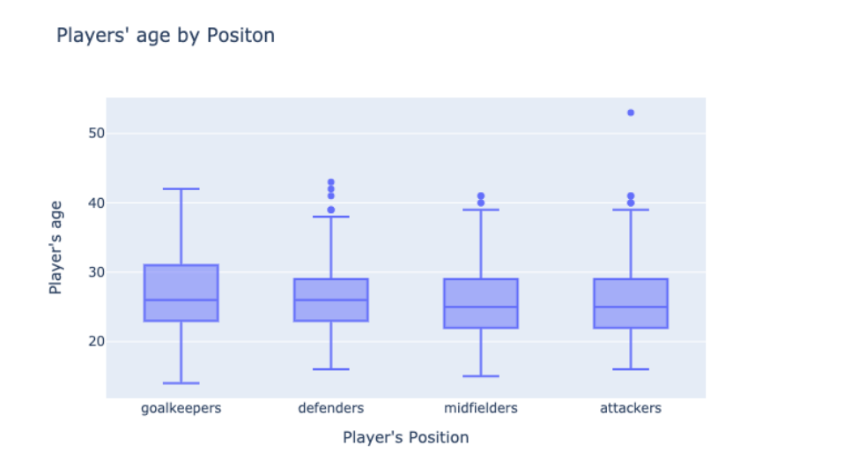 Players' age by Positon
50
40
30
20
Player's age
goalkeepers defenders midfielders attackers
Player's Position